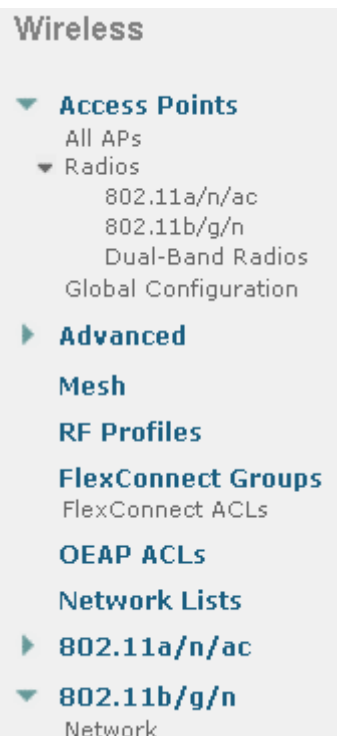 Wireless
Access Points
All APs
Radios
802.11a/n/ac
802.11b/g/n
Dual-Band Radios
Global Configuration
Advanced
Mesh
RF Profiles
FlexConnect Groups
FlexConnect ACLs
OEAP ACLs
Network Lists
802.11a/n/ac
802.11b/g/n
Network